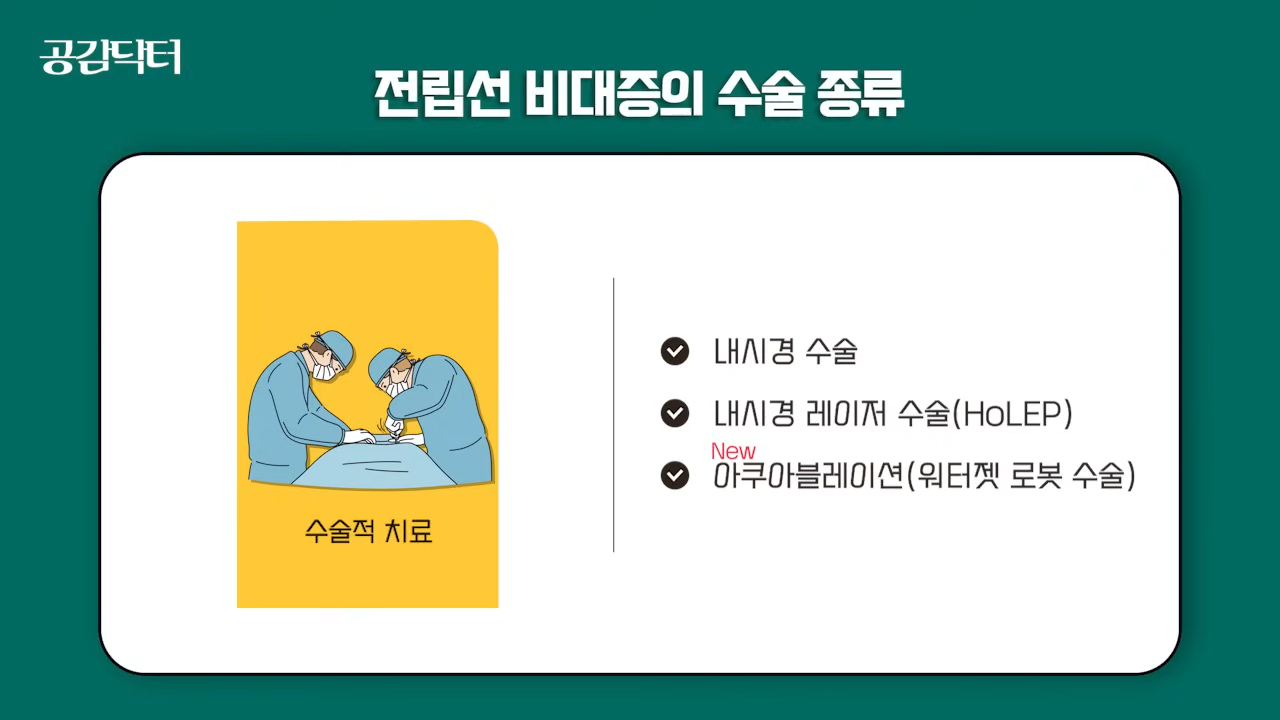 공감닥터
전립선 비대증의 수술 종류
내시경 수술
내시경 레이저 수술(HoLEP)
New
아쿠아블레이션(워터젯 로봇 수술)
수술적 치료